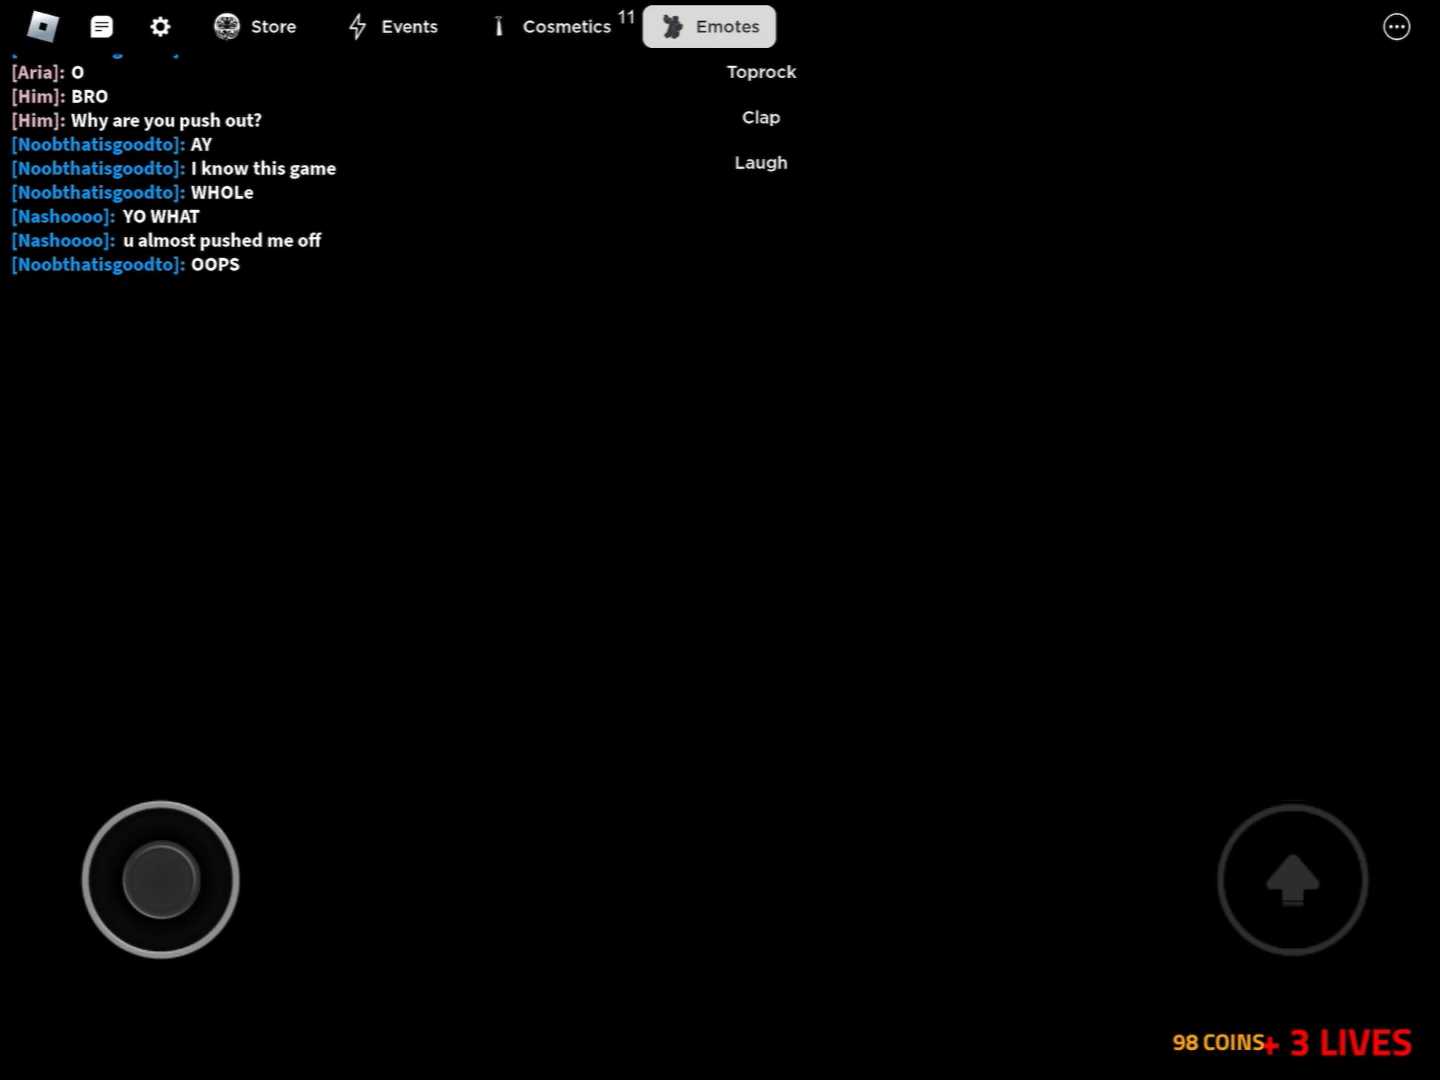 Store
Events
Cosmetics
11
Emotes
[Aria]: O
[Him]: BRO
[Him]: Why are you push out?
[Noobthatisgoodto]: AY
[Noobthatisgoodto]: I know this game
[Noobthatisgoodto]: WHOLe
[Nashoooo]: YO WHAT
[Nashoooo]: u almost pushed me off
[Noobthatisgoodto]: OOPS
Toprock
Clap
Laugh
98 COINS
+ 3 LIVES